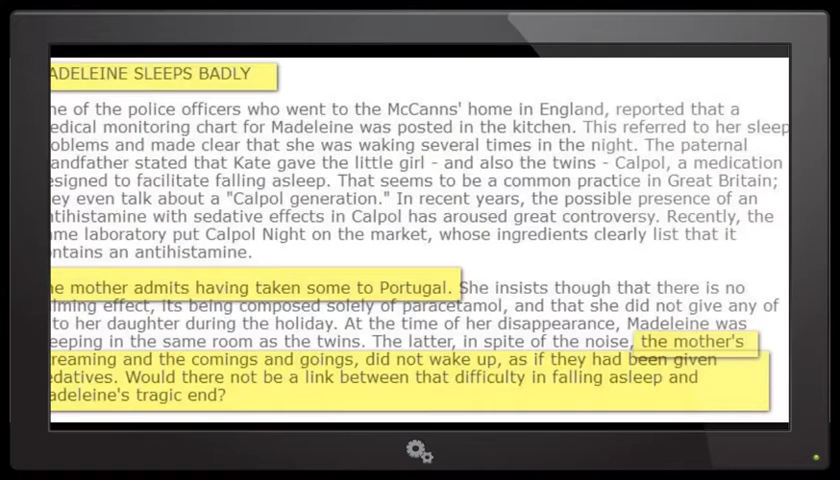 ADELEINE SLEEPS BADLY
ne of the police officers who went to the McCanns' home in England, reported that a
edical monitoring chart for Madeleine was posted in the kitchen. This referred to her sleep
oblems and made clear that she was waking several times in the night. The paternal
andfather stated that Kate gave the little girl - and also the twins - Calpol, a medication
esigned to facilitate falling asleep. That seems to be a common practice in Great Britain;
ey even talk about a "Calpol generation." In recent years, the possible presence of an
ntihistamine with sedative effects in Calpol has aroused great controversy. Recently, the
ame laboratory put Calpol Night on the market, whose ingredients clearly list that it
ontains an antihistamine.
he mother admits having taken some to Portugal. She insists though that there is no
lming effect, its being composed solely of paracetamol, and that she did not give any of
to her daughter during the holiday. At the time of her disappearance, Madeleine was
eeping in the same room as the twins. The latter, in spite of the noise, the mother's
reaming and the comings and goings, did not wake up, as if they had been given
edatives. Would there not be a link between that difficulty in falling asleep and
adeleine's tragic end?